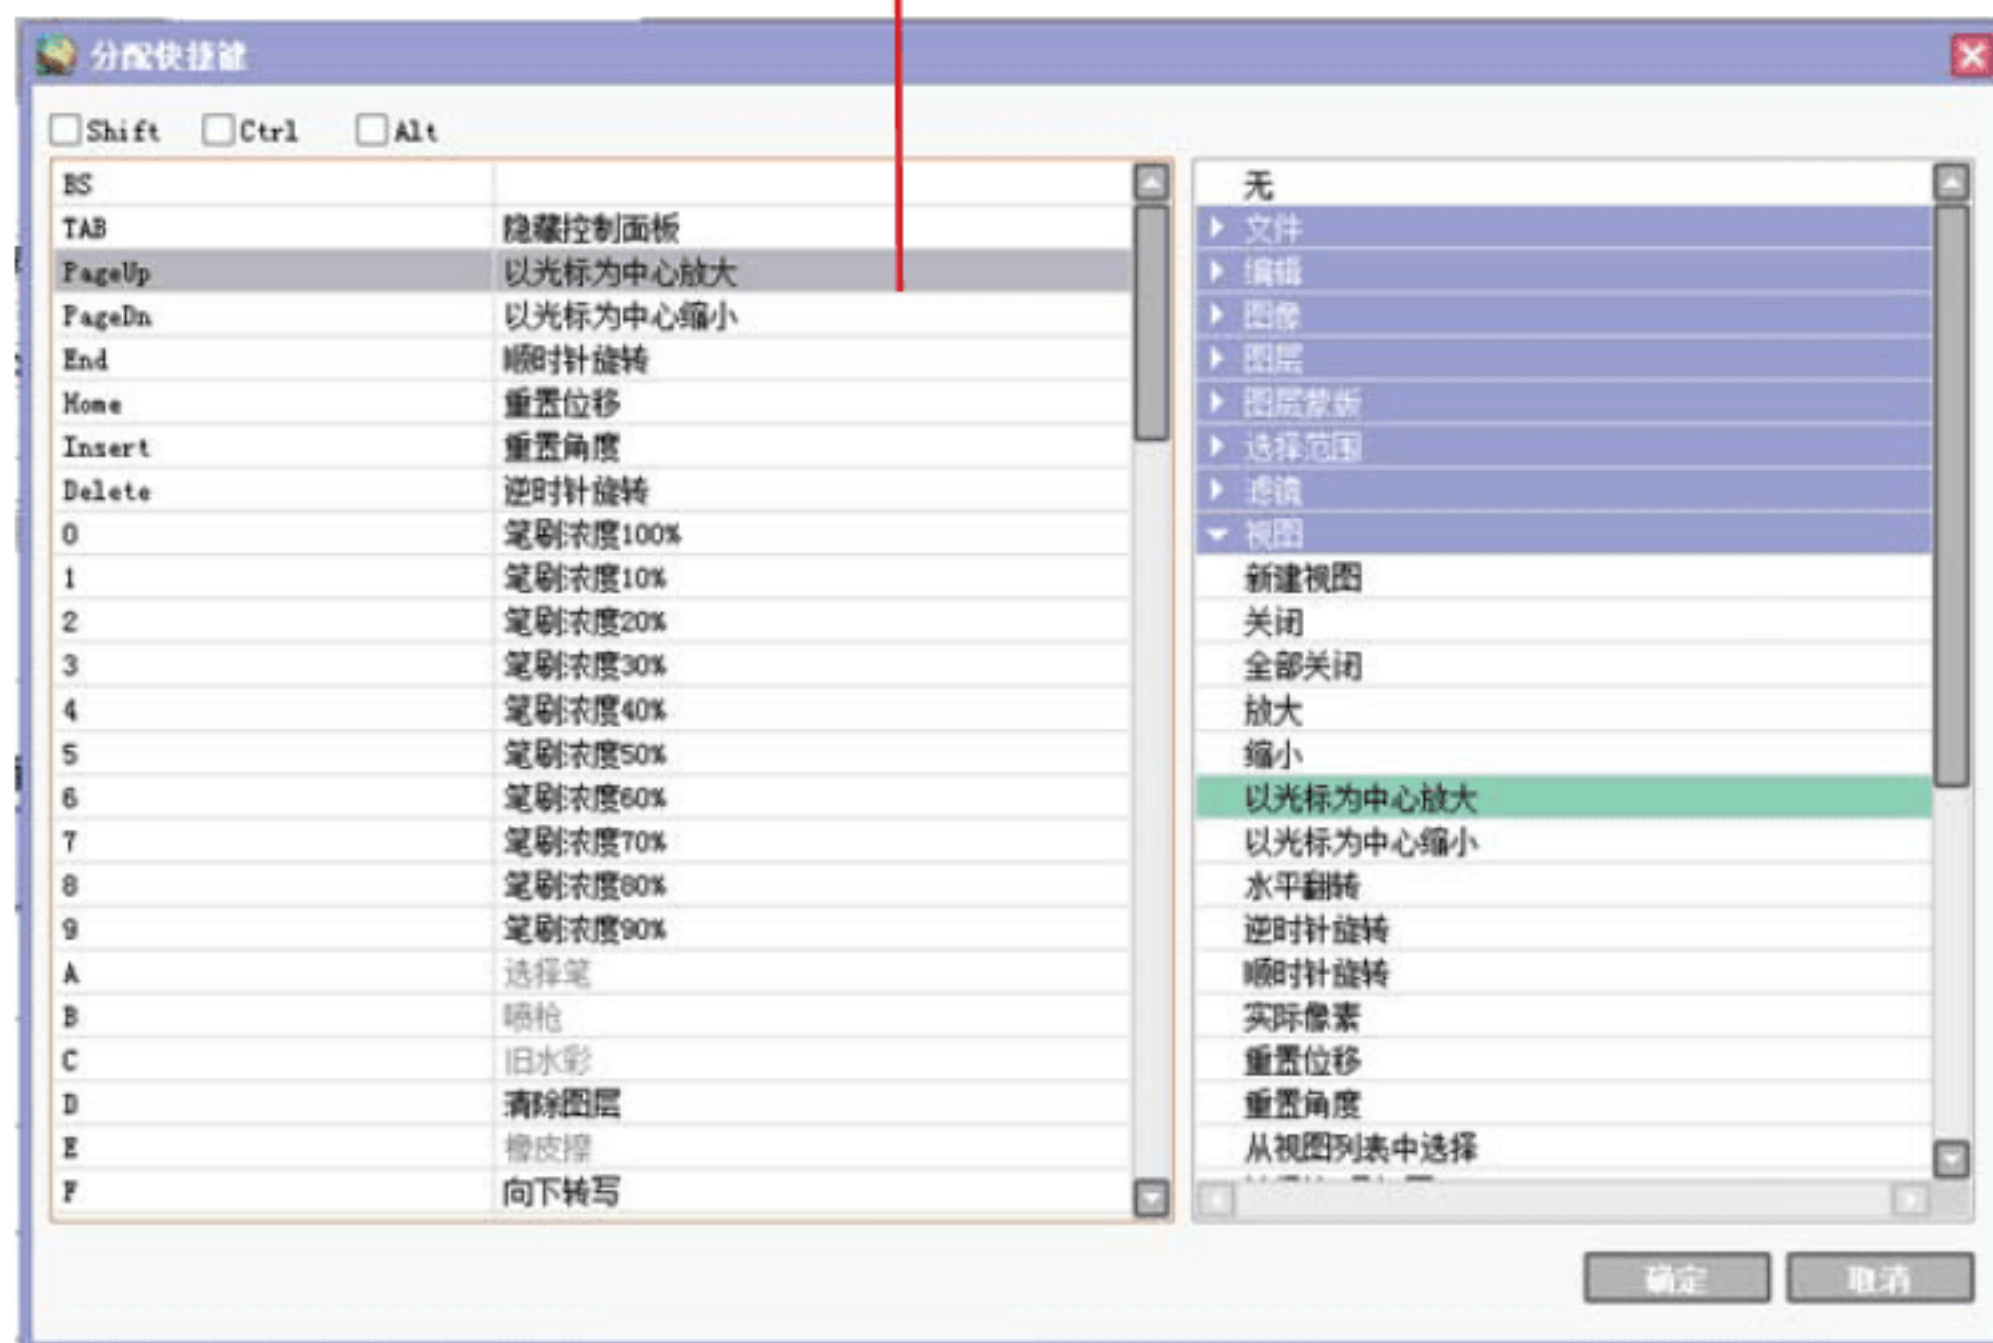 分配快捷键
Shift Ctrl Alt
BS
TAB 隐藏控制面板
PageUp 以光标为中心放大
PageDn 以光标为中心缩小
End 顺时针旋转
Home 重置位移
Insert 重置角度
Delete 逆时针旋转
0 笔刷浓度100%
1 笔刷浓度10%
2 笔刷浓度20%
3 笔刷浓度30%
4 笔刷浓度40%
5 笔刷浓度50%
6 笔刷浓度60%
7 笔刷浓度70%
8 笔刷浓度80%
9 笔刷浓度90%
A 选择笔
B 喷枪
C 旧水彩
D 清除图层
E 橡皮擦
F 向下转写
无
文件
编辑
图像
图层
图层蒙版
选择范围
滤镜
视图
新建视图
关闭
全部关闭
放大
缩小
以光标为中心放大
以光标为中心缩小
水平翻转
逆时针旋转
顺时针旋转
实际像素
重置位移
重置角度
从视图列表中选择
确定 取消